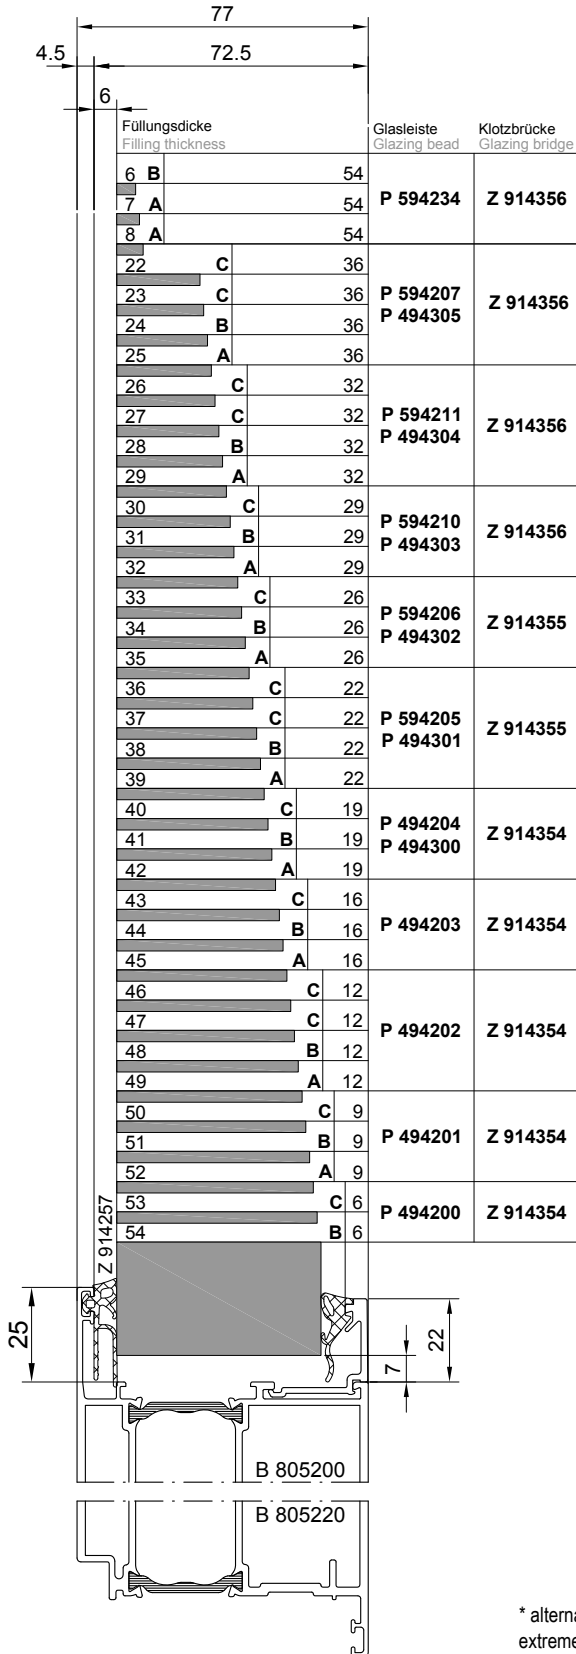 77
4.5 72.5
6
Füllungsdicke Glasleiste Klotzbrücke
Filling thickness Glazing bead Glazing bridge
6 B 54
7 A 54 P 594234 Z 914356
8 A 54
22 C 36
23 C 36 P 594207 Z 914356
24 B 36 P 494305
25 A 36
26 C 32
27 C 32 P 594211 Z 914356
28 B 32 P 494304
29 A 32
30 C 29
31 B 29 P 594210 Z 914356
32 A 29 P 494303
33 C 26
34 B 26 P 594206 Z 914355
35 A 26 P 494302
36 C 22
37 C 22 P 594205 Z 914355
38 B 22 P 494301
39 A 22
40 C 19
41 B 19 P 494204 Z 914354
42 A 19 P 494300
43 C 16
44 B 16 P 494203 Z 914354
45 A 16
46 C 12
47 C 12 P 494202 Z 914354
48 B 12
49 A 12
50 C 9
51 B 9 P 494201 Z 914354
52 A 9
53 C 6 P 494200 Z 914354
54 B 6
Z 914257
25
22
7
B 805200
B 805220
* alterna
extreme